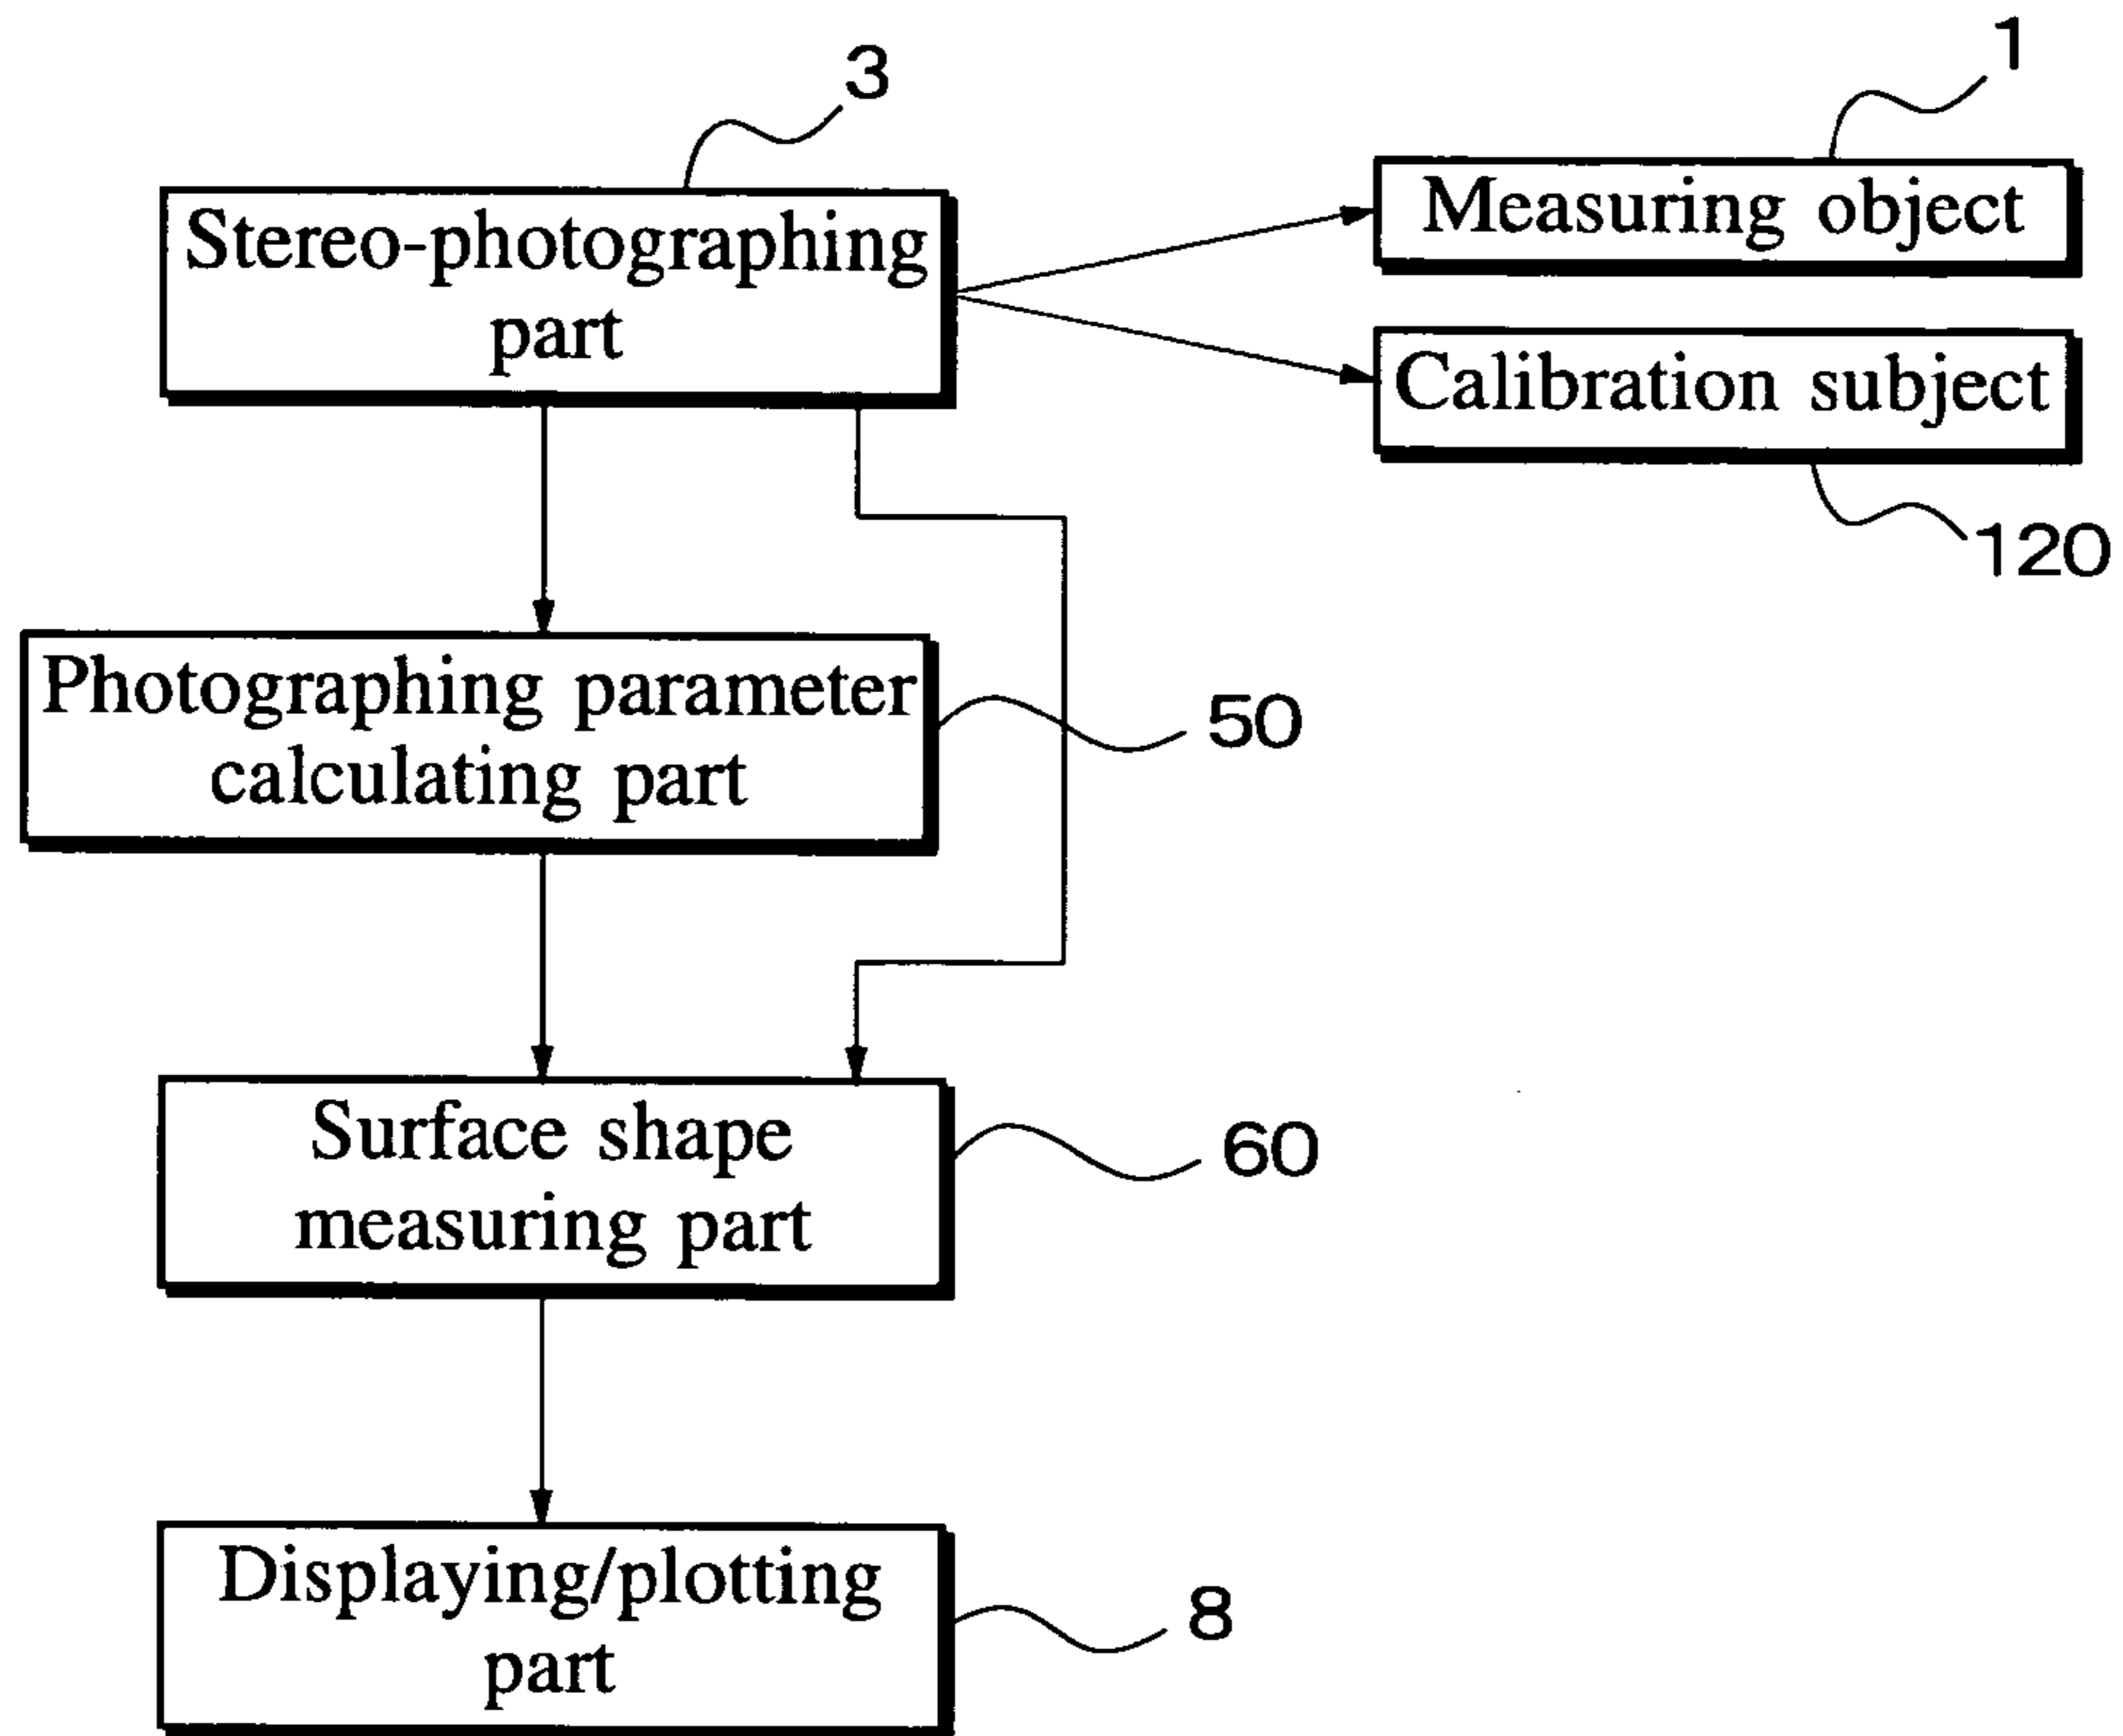 3
1
Stereo-photographing
part
Measuring object
Calibration subject
120
Photographing parameter
calculating part
50
Surface shape
measuring part
60
Displaying/plotting
part
8